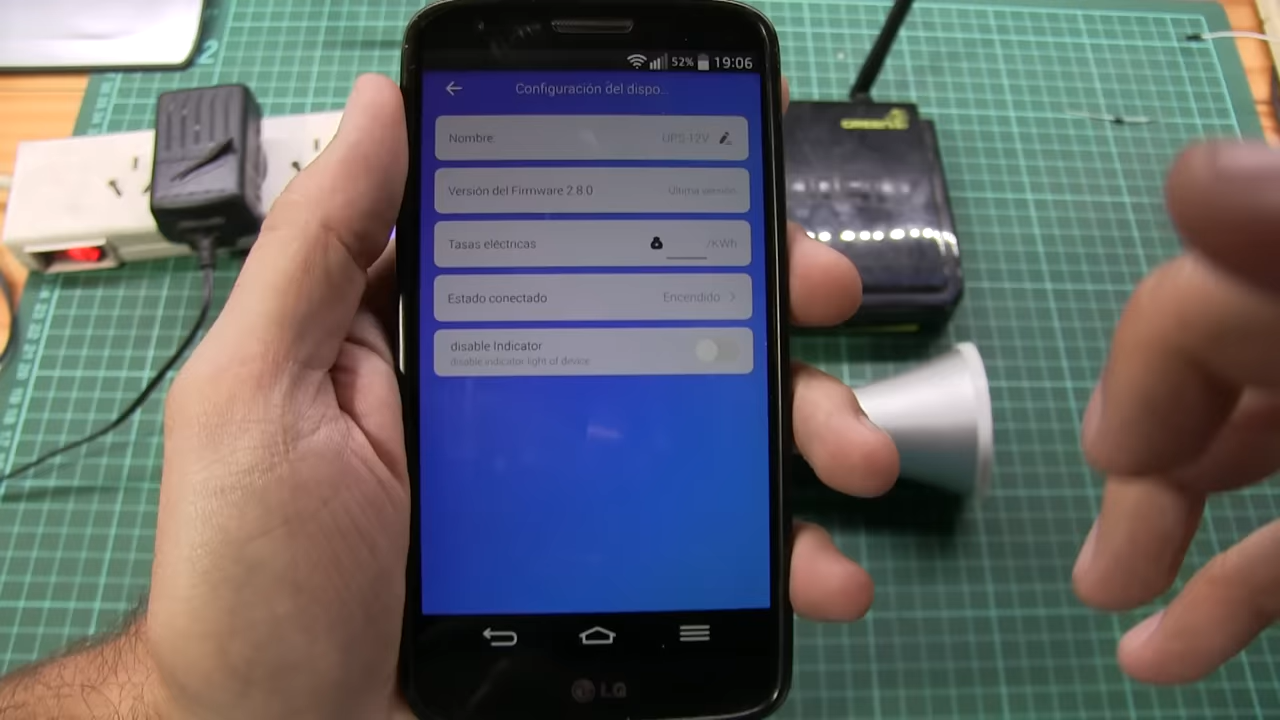 52% 19:06
Configuración del dispo...
Nombre: UPS 12V
Versión del Firmware 2.8.0 Última versión
Tasas eléctricas /KWh
Estado conectado Encendido >
disable Indicator
disable indicator light of device
LG
2